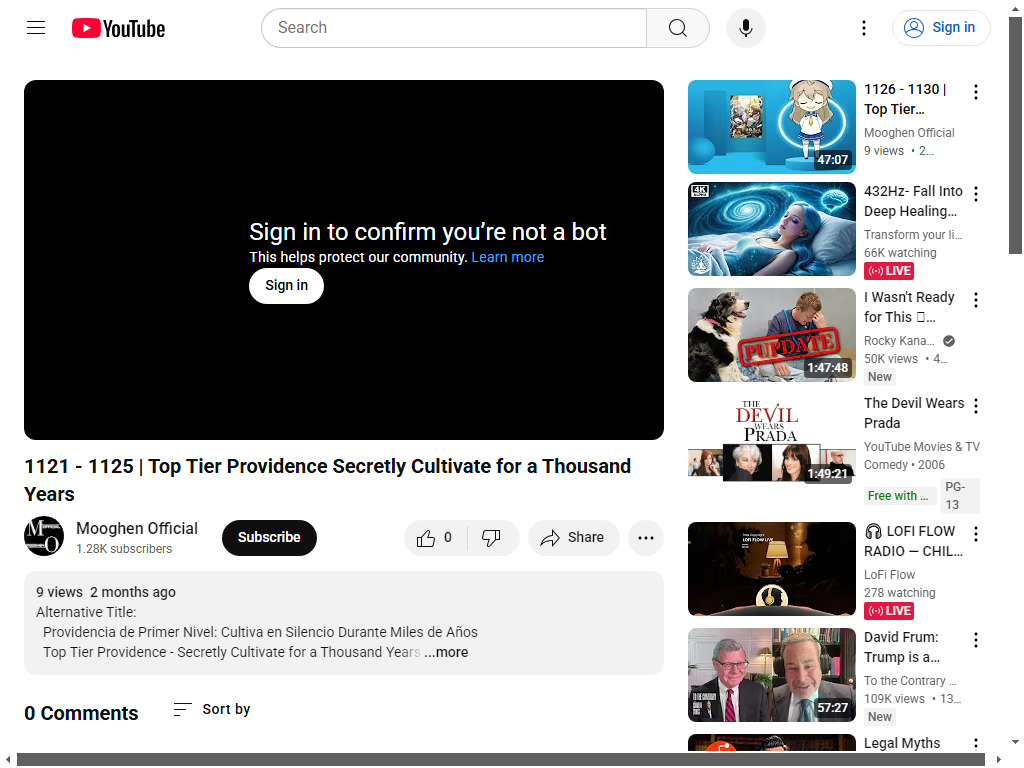 YouTube
Search
Sign in
Sign in to confirm you’re not a bot
This helps protect our community. Learn more
Sign in
1121 - 1125 | Top Tier Providence Secretly Cultivate for a Thousand
Years
Mooghen Official
1.28K subscribers
Subscribe
0
Share
9 views 2 months ago
Alternative Title:
Providencia de Primer Nivel: Cultiva en Silencio Durante Miles de Años
Top Tier Providence - Secretly Cultivate for a Thousand Years ...more
0 Comments
Sort by
47:07
1126 - 1130 |
Top Tier…
Mooghen Official
9 views • 2…
4K
432Hz- Fall Into
Deep Healing…
Transform your li…
66K watching
LIVE
PUPDATE
1:47:48
I Wasn't Ready
for This …
Rocky Kana…
50K views • 4…
New
THE
DEVIL
WEARS
PRADA
1:49:21
The Devil Wears
Prada
YouTube Movies & TV
Comedy • 2006
Free with …
PG-
13
LOFI FLOW LIVE
🎧 LOFI FLOW
RADIO — CHIL…
LoFi Flow
278 watching
LIVE
57:27
David Frum:
Trump is a…
To the Contrary …
109K views • 13…
New
Legal Myths